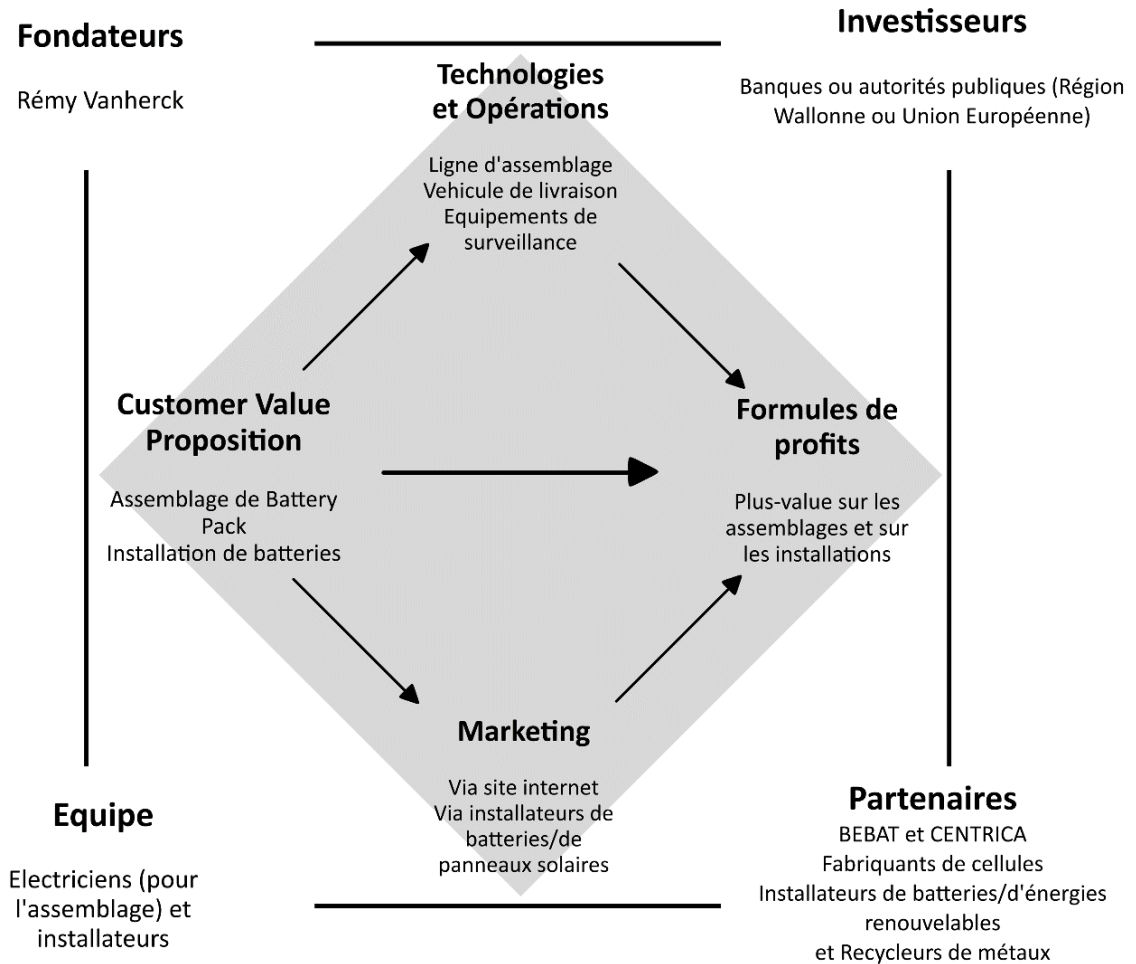 Fondateurs
Rémy Vanherck
Investisseurs
Banques ou autorités publiques (Région
Wallonne ou Union Européenne)
Technologies
et Opérations
Ligne d'assemblage
Vehicule de livraison
Equipements de
surveillance
Customer Value
Proposition
Assemblage de Battery
Pack
Installation de batteries
Formules de
profits
Plus-value sur les
assemblages et sur
les installations
Marketing
Via site internet
Via installateurs de
batteries/de
panneaux solaires
Equipe
Electriciens (pour
l'assemblage) et
installateurs
Partenaires
BEBAT et CENTRICA
Fabriquants de cellules
Installateurs de batteries/d'énergies
renouvelables
et Recycleurs de métaux